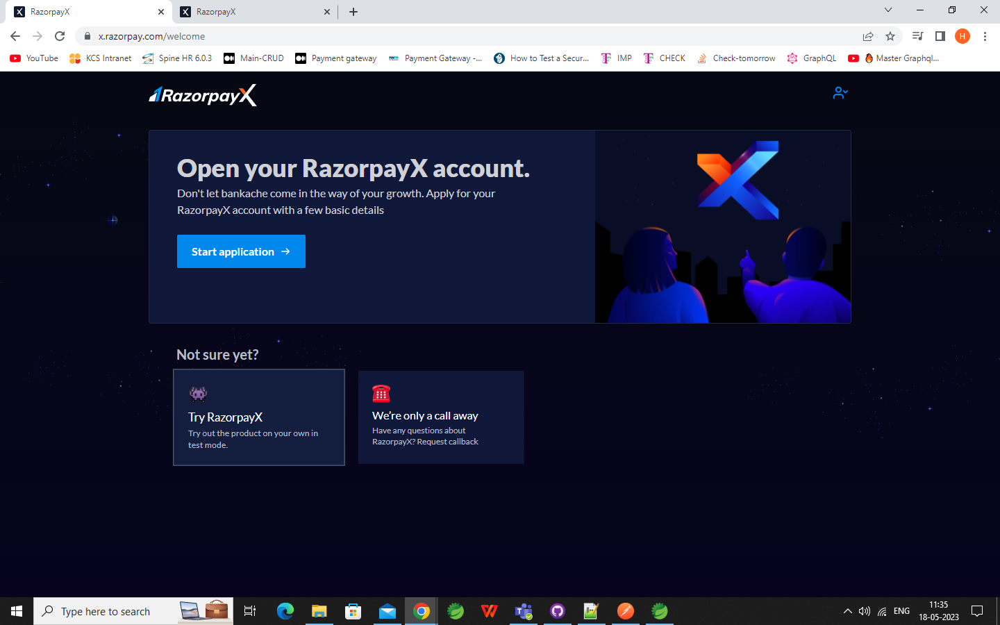 RazorpayX
RazorpayX
x.razorpay.com/welcome
H
YouTube
KCS Intranet
Spine HR 6.0.3
Main-CRUD
Payment gateway
Payment Gateway -...
How to Test a Secur...
IMP
CHECK
Check-tomorrow
GraphQL
Master Graphql...
RazorpayX
Open your RazorpayX account.
Don't let bankache come in the way of your growth. Apply for your
RazorpayX account with a few basic details
Start application
Not sure yet?
Try RazorpayX
Try out the product on your own in
test mode.
We’re only a call away
Have any questions about
RazorpayX? Request callback
Type here to search
ENG
11:35
18-05-2023